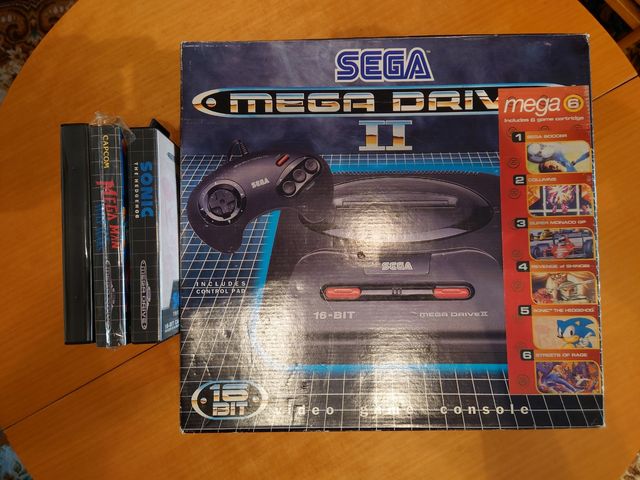 SEGA™
MEGA DRIV
II
mega 6
Includes 6 game cartridge
1 SEGA SOCCER
2 COLUMNS
3 SUPER MONACO GP
4 REVENGE of SHINOBI
5 SONIC THE HEDGEHOG
6 STREETS OF RAGE
SEGA
SEGA
INCLUDES
CONTROL PAD
16-BIT
MEGA DRIVE II
16
BIT
video game console
CAPCOM
MEGA MAN
SONIC
THE HEDGEHOG
MEGA DRIVE